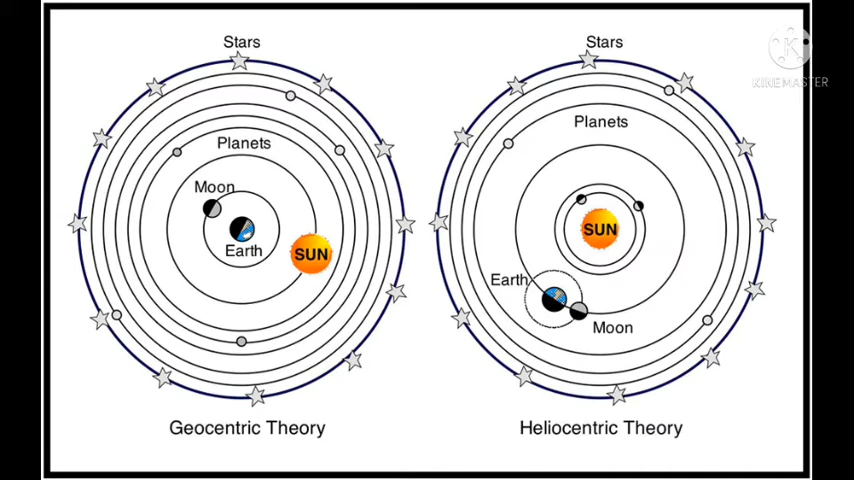 Stars
Planets
Moon
Earth
SUN
Geocentric Theory
Stars
Planets
SUN
Earth
Moon
Heliocentric Theory
K
KINEMASTER